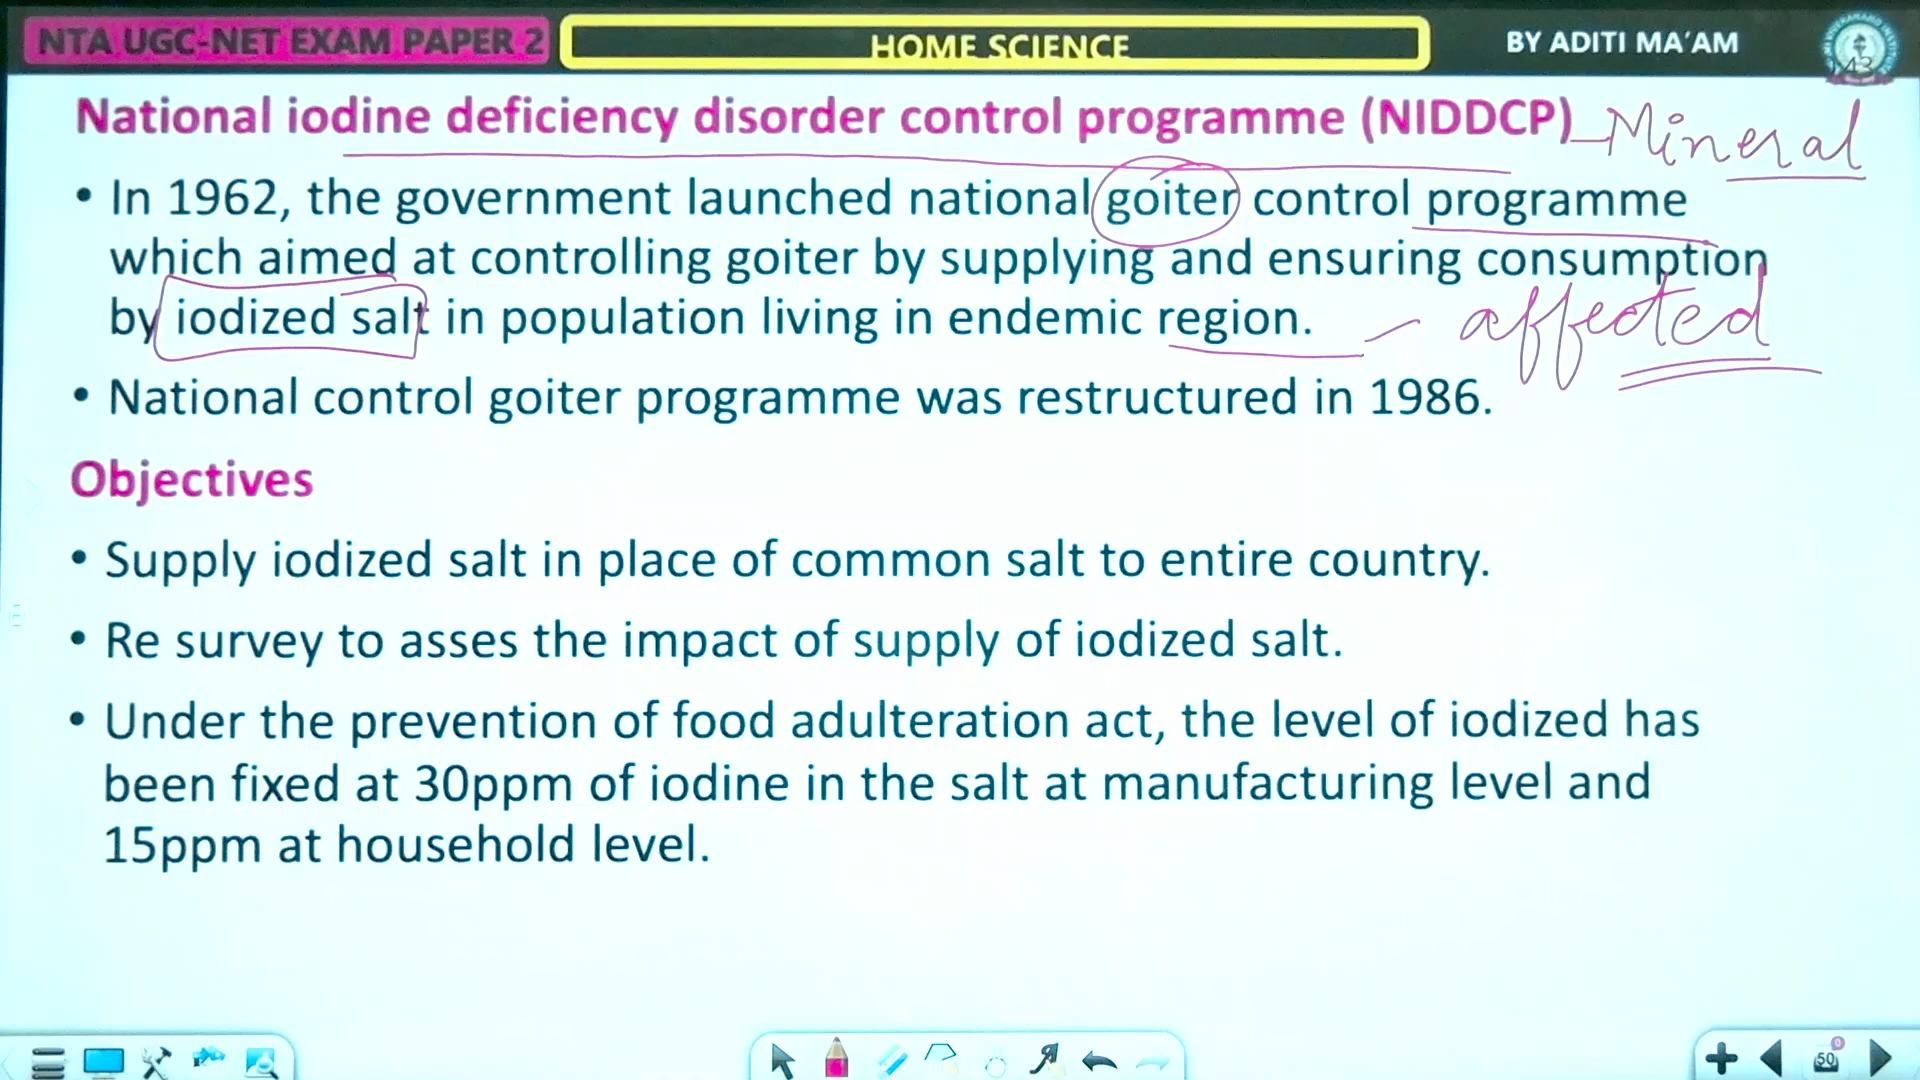 NTA UGC-NET EXAM PAPER 2
HOME SCIENCE
BY ADITI MA'AM
43
National iodine deficiency disorder control programme (NIDDCP) - Mineral
• In 1962, the government launched national goiter control programme
which aimed at controlling goiter by supplying and ensuring consumption
by iodized salt in population living in endemic region. - affected
• National control goiter programme was restructured in 1986.
Objectives
• Supply iodized salt in place of common salt to entire country.
• Re survey to asses the impact of supply of iodized salt.
• Under the prevention of food adulteration act, the level of iodized has
been fixed at 30ppm of iodine in the salt at manufacturing level and
15ppm at household level.
50
0